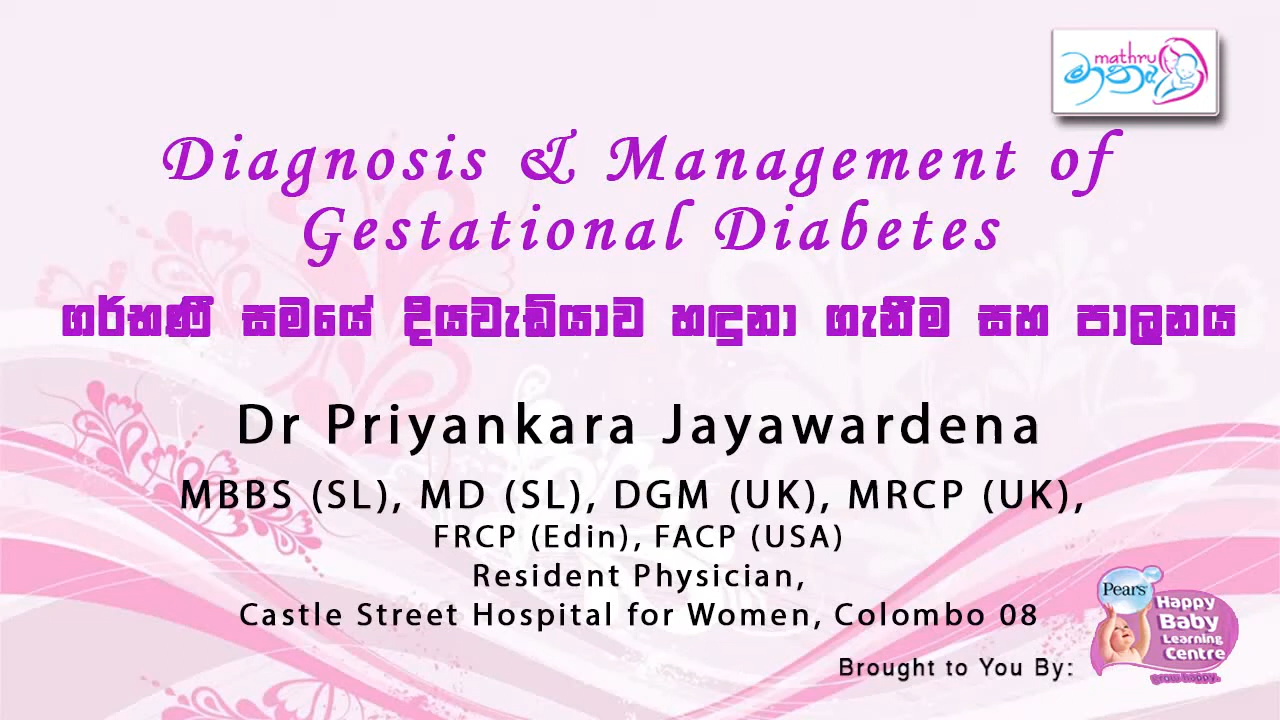 mathru
මාතෘ
Diagnosis & Management of
Gestational Diabetes
ගර්භණී සමයේ දියවැඩියාව හඳුනා ගැනීම සහ පාලනය
Dr Priyankara Jayawardena
MBBS (SL), MD (SL), DGM (UK), MRCP (UK),
FRCP (Edin), FACP (USA)
Resident Physician,
Castle Street Hospital for Women, Colombo 08
Brought to You By:
Pears
Happy
Baby
Learning
Centre
grow happy